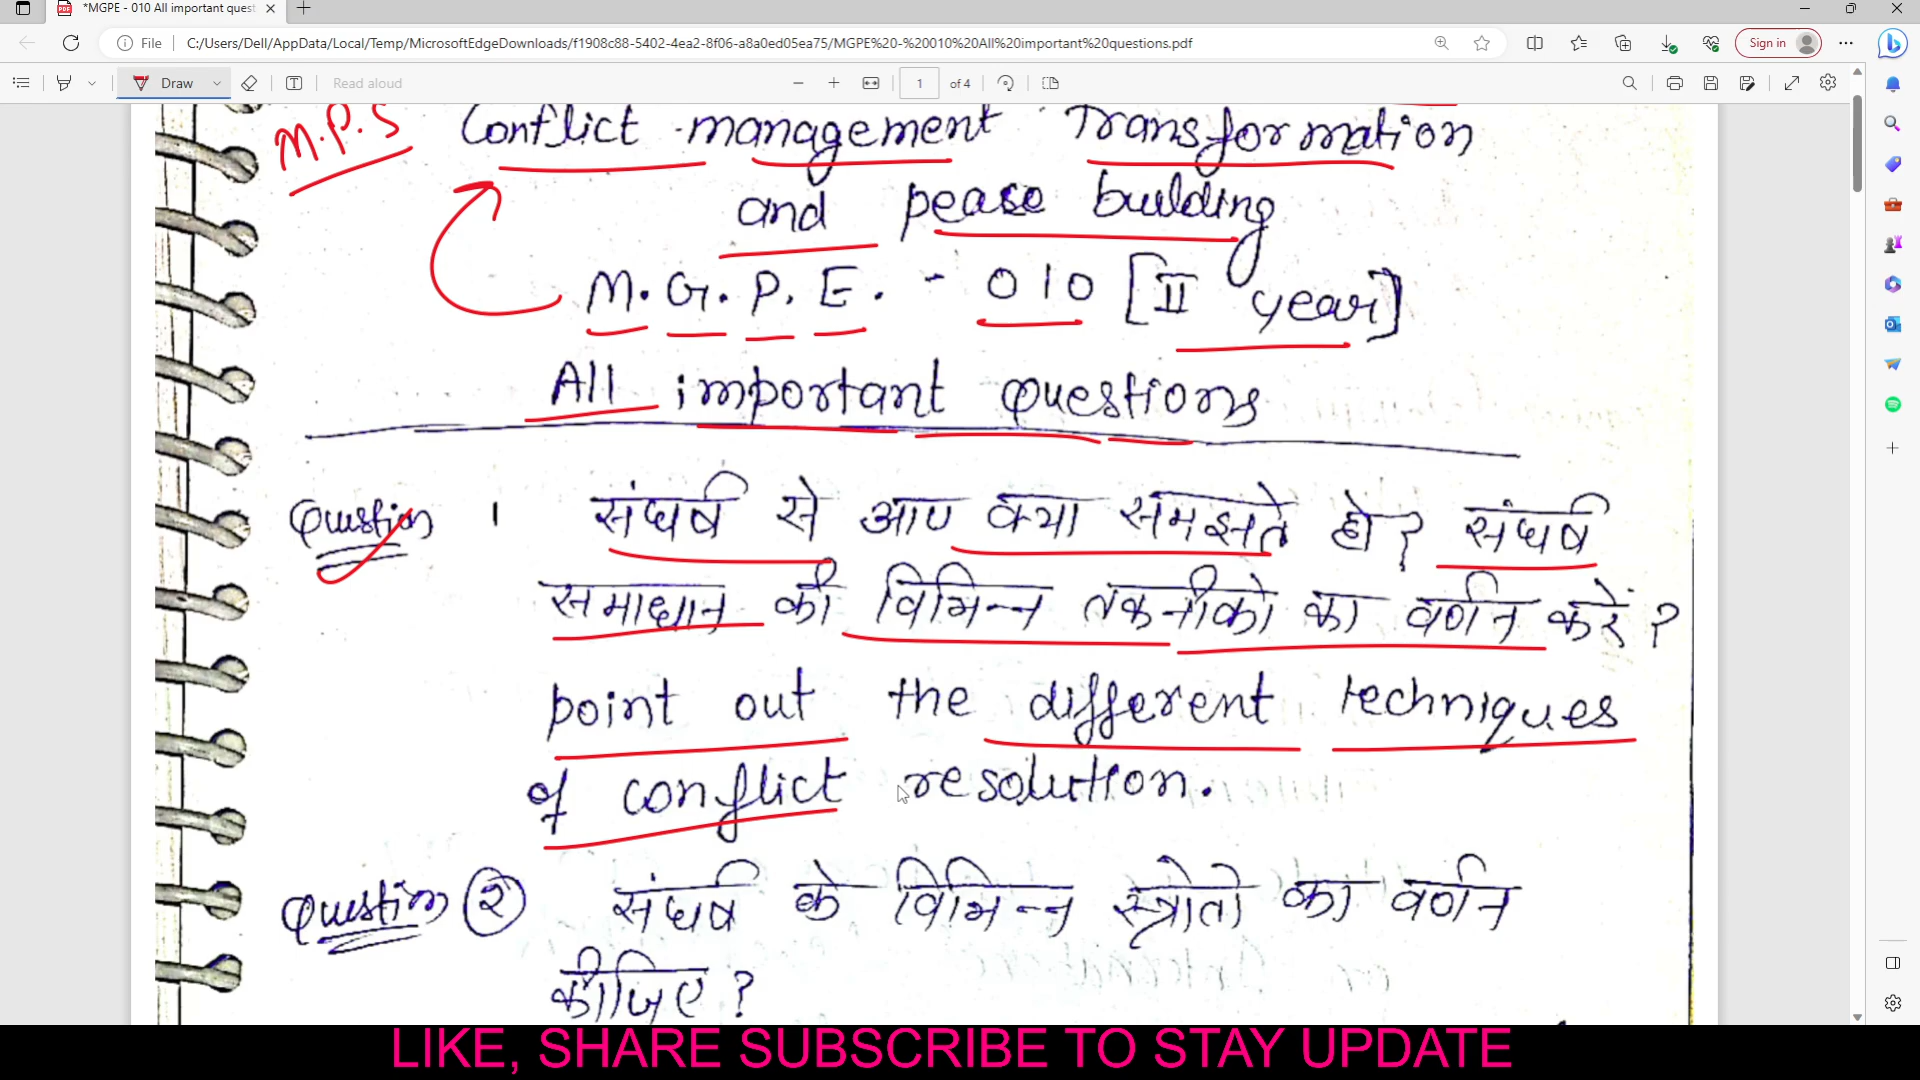 *MGPE - 010 All important quest
File C:/Users/Dell/AppData/Local/Temp/MicrosoftEdgeDownloads/f1908c88-5402-4ea2-8f06-a8a0ed05ea75/MGPE%20-%20010%20All%20important%20questions.pdf
Sign in
Draw Read aloud 1 of 4
M.P.S Conflict management Transformation
and pease building
M.G.P.E. - 010 [II year]
All important questions
Question 1 संघर्ष से आप क्या समझते हो? संघर्ष
समाधान की विभिन्न तकनीको का वर्णन करें?
point out the different techniques
of conflict resolution.
Question २ संघर्ष के विभिन्न स्त्रोतो का वर्णन
कीजिए?
LIKE, SHARE SUBSCRIBE TO STAY UPDATE